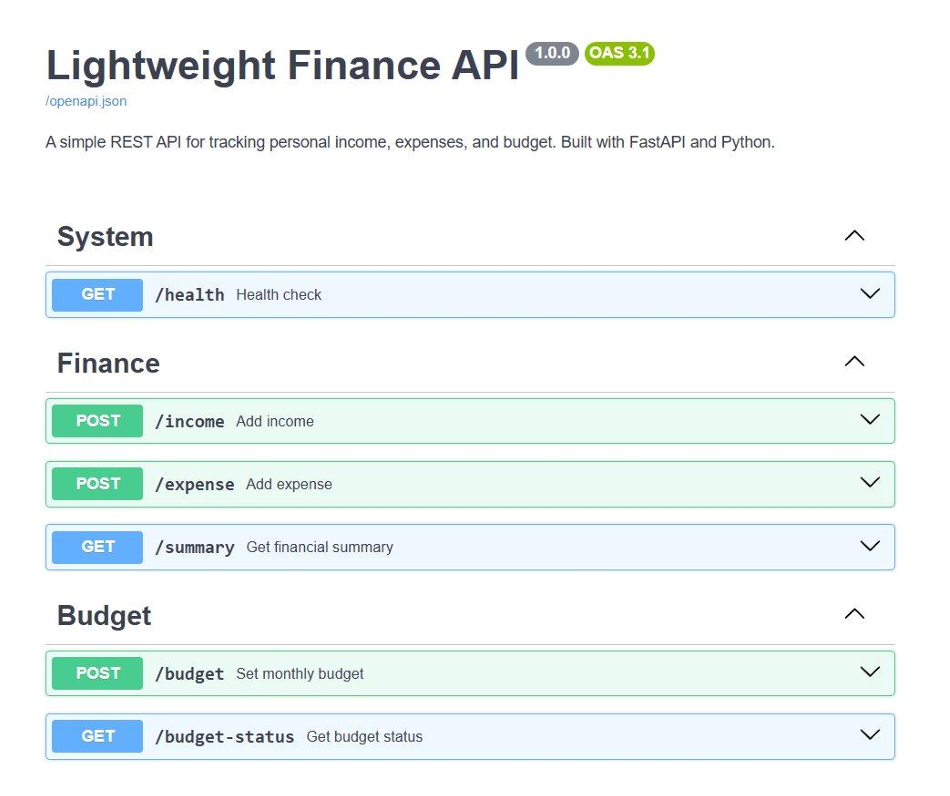 Lightweight Finance API 1.0.0 OAS 3.1
/openapi.json
A simple REST API for tracking personal income, expenses, and budget. Built with FastAPI and Python.
System
GET /health Health check
Finance
POST /income Add income
POST /expense Add expense
GET /summary Get financial summary
Budget
POST /budget Set monthly budget
GET /budget-status Get budget status